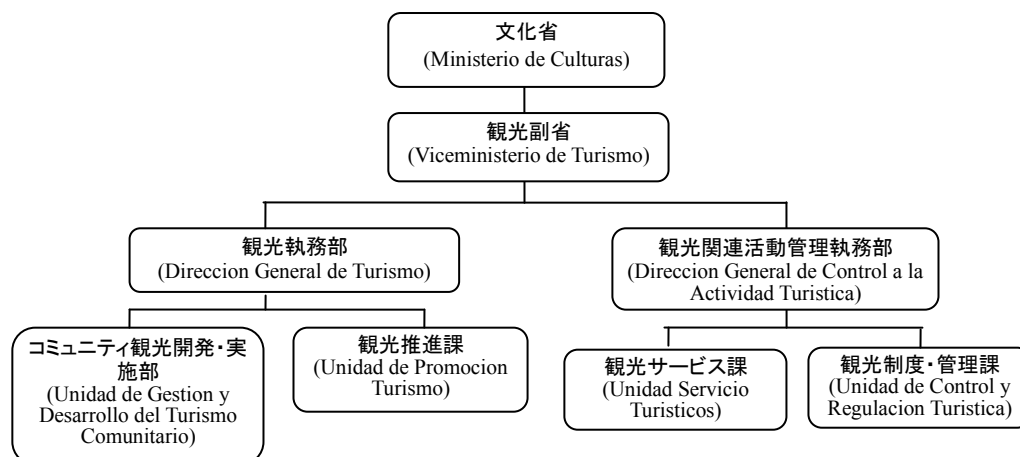 文化省
(Ministerio de Culturas)
観光副省
(Viceministerio de Turismo)
観光執務部
(Direccion General de Turismo)
観光関連活動管理執務部
(Direccion General de Control a la
Actividad Turistica)
コミュニティ観光開発・実
施部
(Unidad de Gestion y
Desarrollo del Turismo
Comunitario)
観光推進課
(Unidad de Promocion
Turismo)
観光サービス課
(Unidad Servicio
Turisticos)
観光制度・管理課
(Unidad de Control y
Regulacion Turistica)